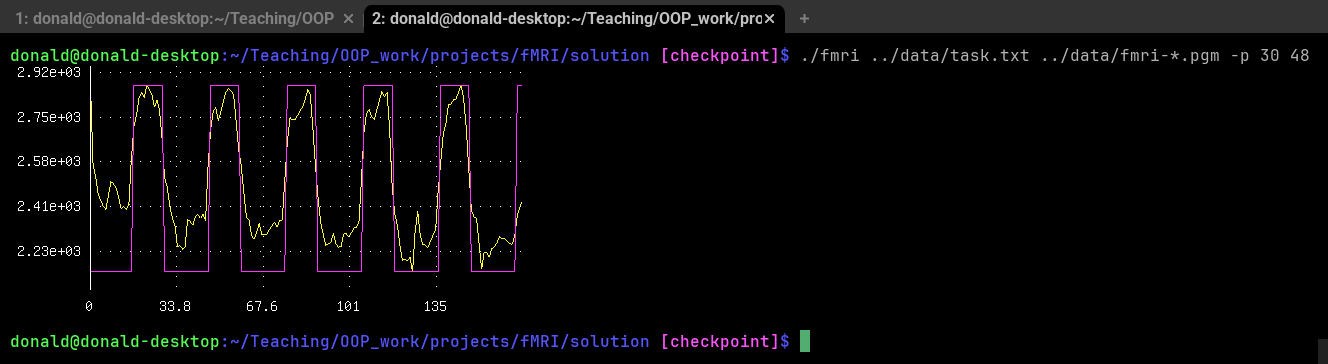 1: donald@donald-desktop:~/Teaching/OOP × 2: donald@donald-desktop:~/Teaching/OOP_work/pro × +
donald@donald-desktop:~/Teaching/OOP_work/projects/fMRI/solution [checkpoint]$ ./fmri ../data/task.txt ../data/fmri-*.pgm -p 30 48
2.92e+03
2.75e+03
2.58e+03
2.41e+03
2.23e+03
0 33.8 67.6 101 135
donald@donald-desktop:~/Teaching/OOP_work/projects/fMRI/solution [checkpoint]$